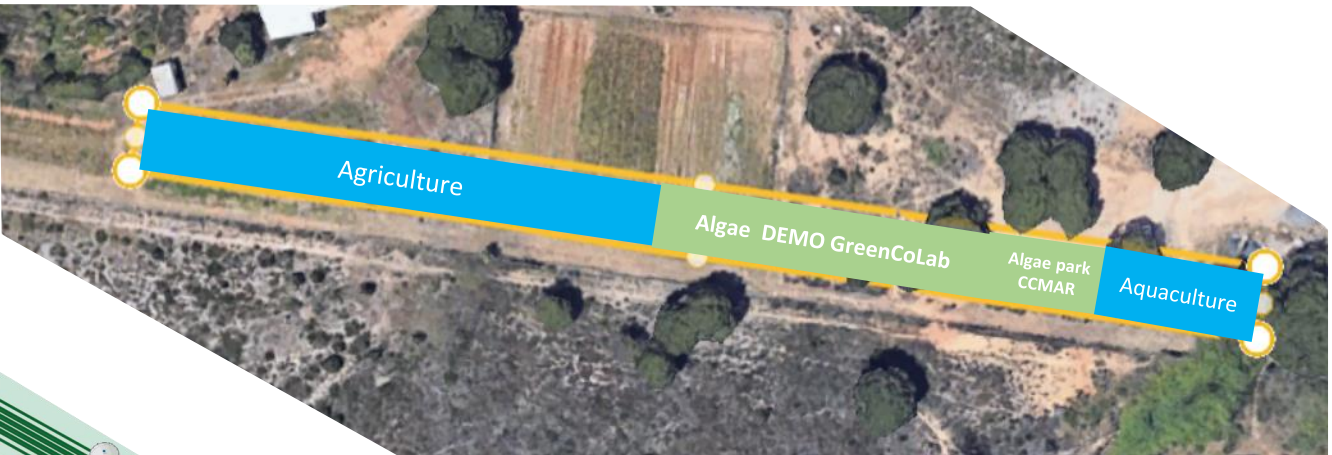 Agriculture
Algae  DEMO GreenCoLab
Algae park
CCMAR
Aquaculture